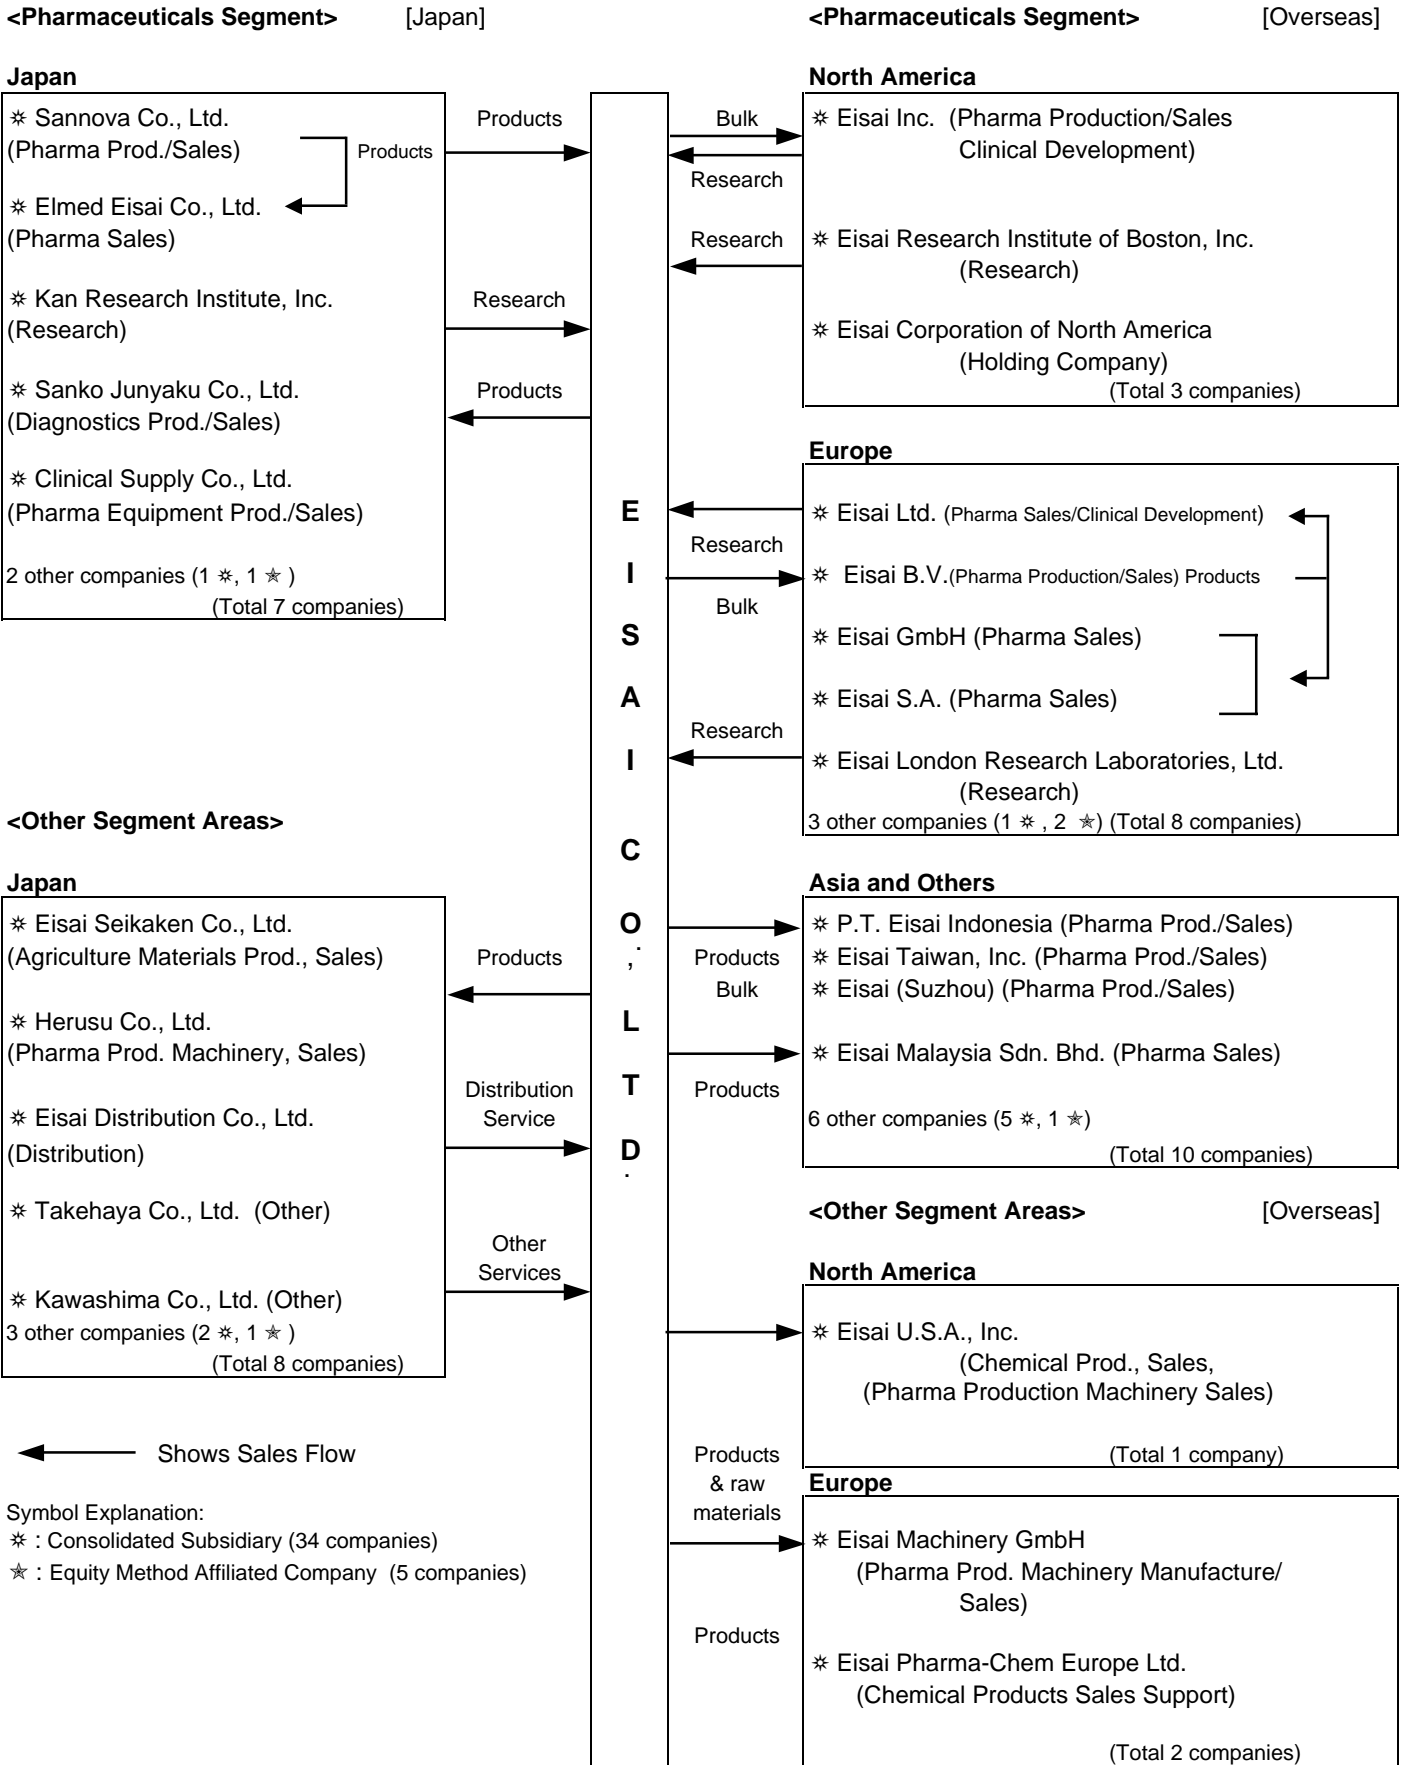 <Pharmaceuticals Segment> [Japan]
Japan
☼ Sannova Co., Ltd.
(Pharma Prod./Sales)
Products
☼ Elmed Eisai Co., Ltd.
(Pharma Sales)
☼ Kan Research Institute, Inc.
(Research)
☼ Sanko Junyaku Co., Ltd.
(Diagnostics Prod./Sales)
☼ Clinical Supply Co., Ltd.
(Pharma Equipment Prod./Sales)
2 other companies (1 ☼, 1 ✭ )
(Total 7 companies)
Products
Research
Products
<Other Segment Areas>
Japan
☼ Eisai Seikaken Co., Ltd.
(Agriculture Materials Prod., Sales)
☼ Herusu Co., Ltd.
(Pharma Prod. Machinery, Sales)
☼ Eisai Distribution Co., Ltd.
(Distribution)
☼ Takehaya Co., Ltd. (Other)
☼ Kawashima Co., Ltd. (Other)
3 other companies (2 ☼, 1 ✭ )
(Total 8 companies)
Products
Distribution
Service
Other
Services
Shows Sales Flow
Symbol Explanation:
☼ : Consolidated Subsidiary (34 companies)
✭ : Equity Method Affiliated Company (5 companies)
EISAI CO., LTD.
<Pharmaceuticals Segment> [Overseas]
North America
Bulk
Research
Research
☼ Eisai Inc. (Pharma Production/Sales
Clinical Development)
☼ Eisai Research Institute of Boston, Inc.
(Research)
☼ Eisai Corporation of North America
(Holding Company)
(Total 3 companies)
Europe
Research
Bulk
Research
☼ Eisai Ltd. (Pharma Sales/Clinical Development)
☼ Eisai B.V.(Pharma Production/Sales) Products
☼ Eisai GmbH (Pharma Sales)
☼ Eisai S.A. (Pharma Sales)
☼ Eisai London Research Laboratories, Ltd.
(Research)
3 other companies (1 ☼ , 2 ✭) (Total 8 companies)
Asia and Others
Products
Bulk
Products
☼ P.T. Eisai Indonesia (Pharma Prod./Sales)
☼ Eisai Taiwan, Inc. (Pharma Prod./Sales)
☼ Eisai (Suzhou) (Pharma Prod./Sales)
☼ Eisai Malaysia Sdn. Bhd. (Pharma Sales)
6 other companies (5 ☼, 1 ✭)
(Total 10 companies)
<Other Segment Areas> [Overseas]
North America
☼ Eisai U.S.A., Inc.
(Chemical Prod., Sales,
(Pharma Production Machinery Sales)
(Total 1 company)
Europe
Products
& raw
materials
Products
☼ Eisai Machinery GmbH
(Pharma Prod. Machinery Manufacture/
Sales)
☼ Eisai Pharma-Chem Europe Ltd.
(Chemical Products Sales Support)
(Total 2 companies)